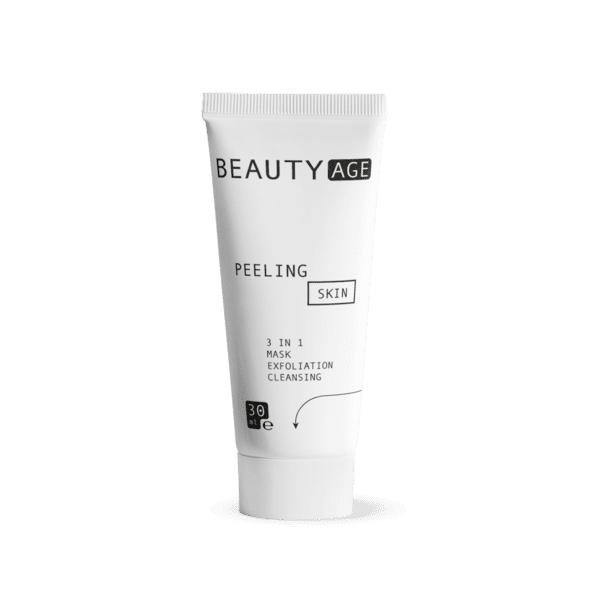 BEAUTY AGE
PEELING
SKIN
3 IN 1
MASK
EXFOLIATION
CLEANSING
30
ml e